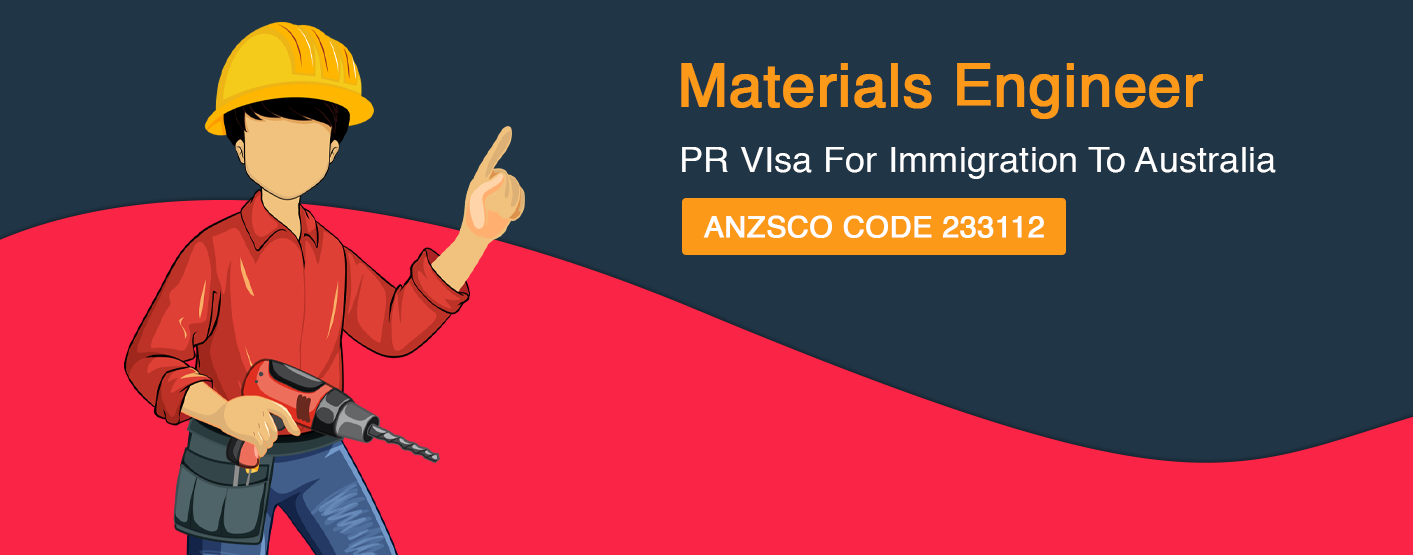 Materials Engineer
PR VIsa For Immigration To Australia
ANZSCO CODE 233112